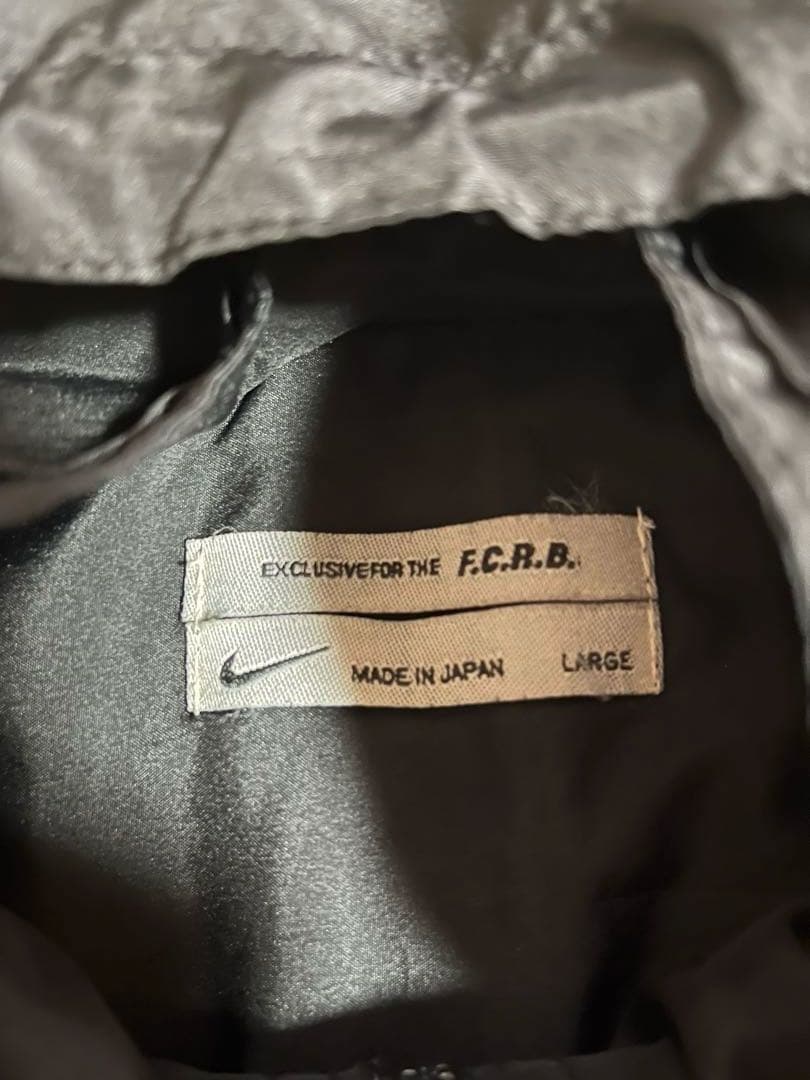 EXCLUSIVE FOR THE F.C.R.B.
MADE IN JAPAN LARGE